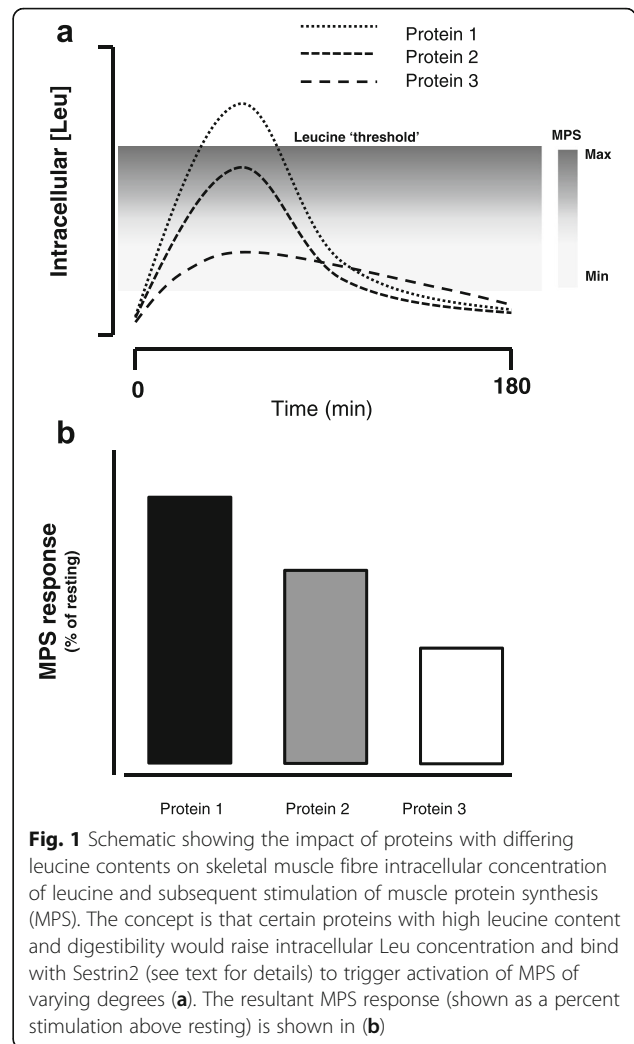 a
Protein 1
Protein 2
Protein 3
Intracellular [Leu]
Leucine ‘threshold’
MPS
Max
Min
0
180
Time (min)
b
MPS response
(% of resting)
Protein 1
Protein 2
Protein 3
Fig. 1 Schematic showing the impact of proteins with differing
leucine contents on skeletal muscle fibre intracellular concentration
of leucine and subsequent stimulation of muscle protein synthesis
(MPS). The concept is that certain proteins with high leucine content
and digestibility would raise intracellular Leu concentration and bind
with Sestrin2 (see text for details) to trigger activation of MPS of
varying degrees (a). The resultant MPS response (shown as a percent
stimulation above resting) is shown in (b)